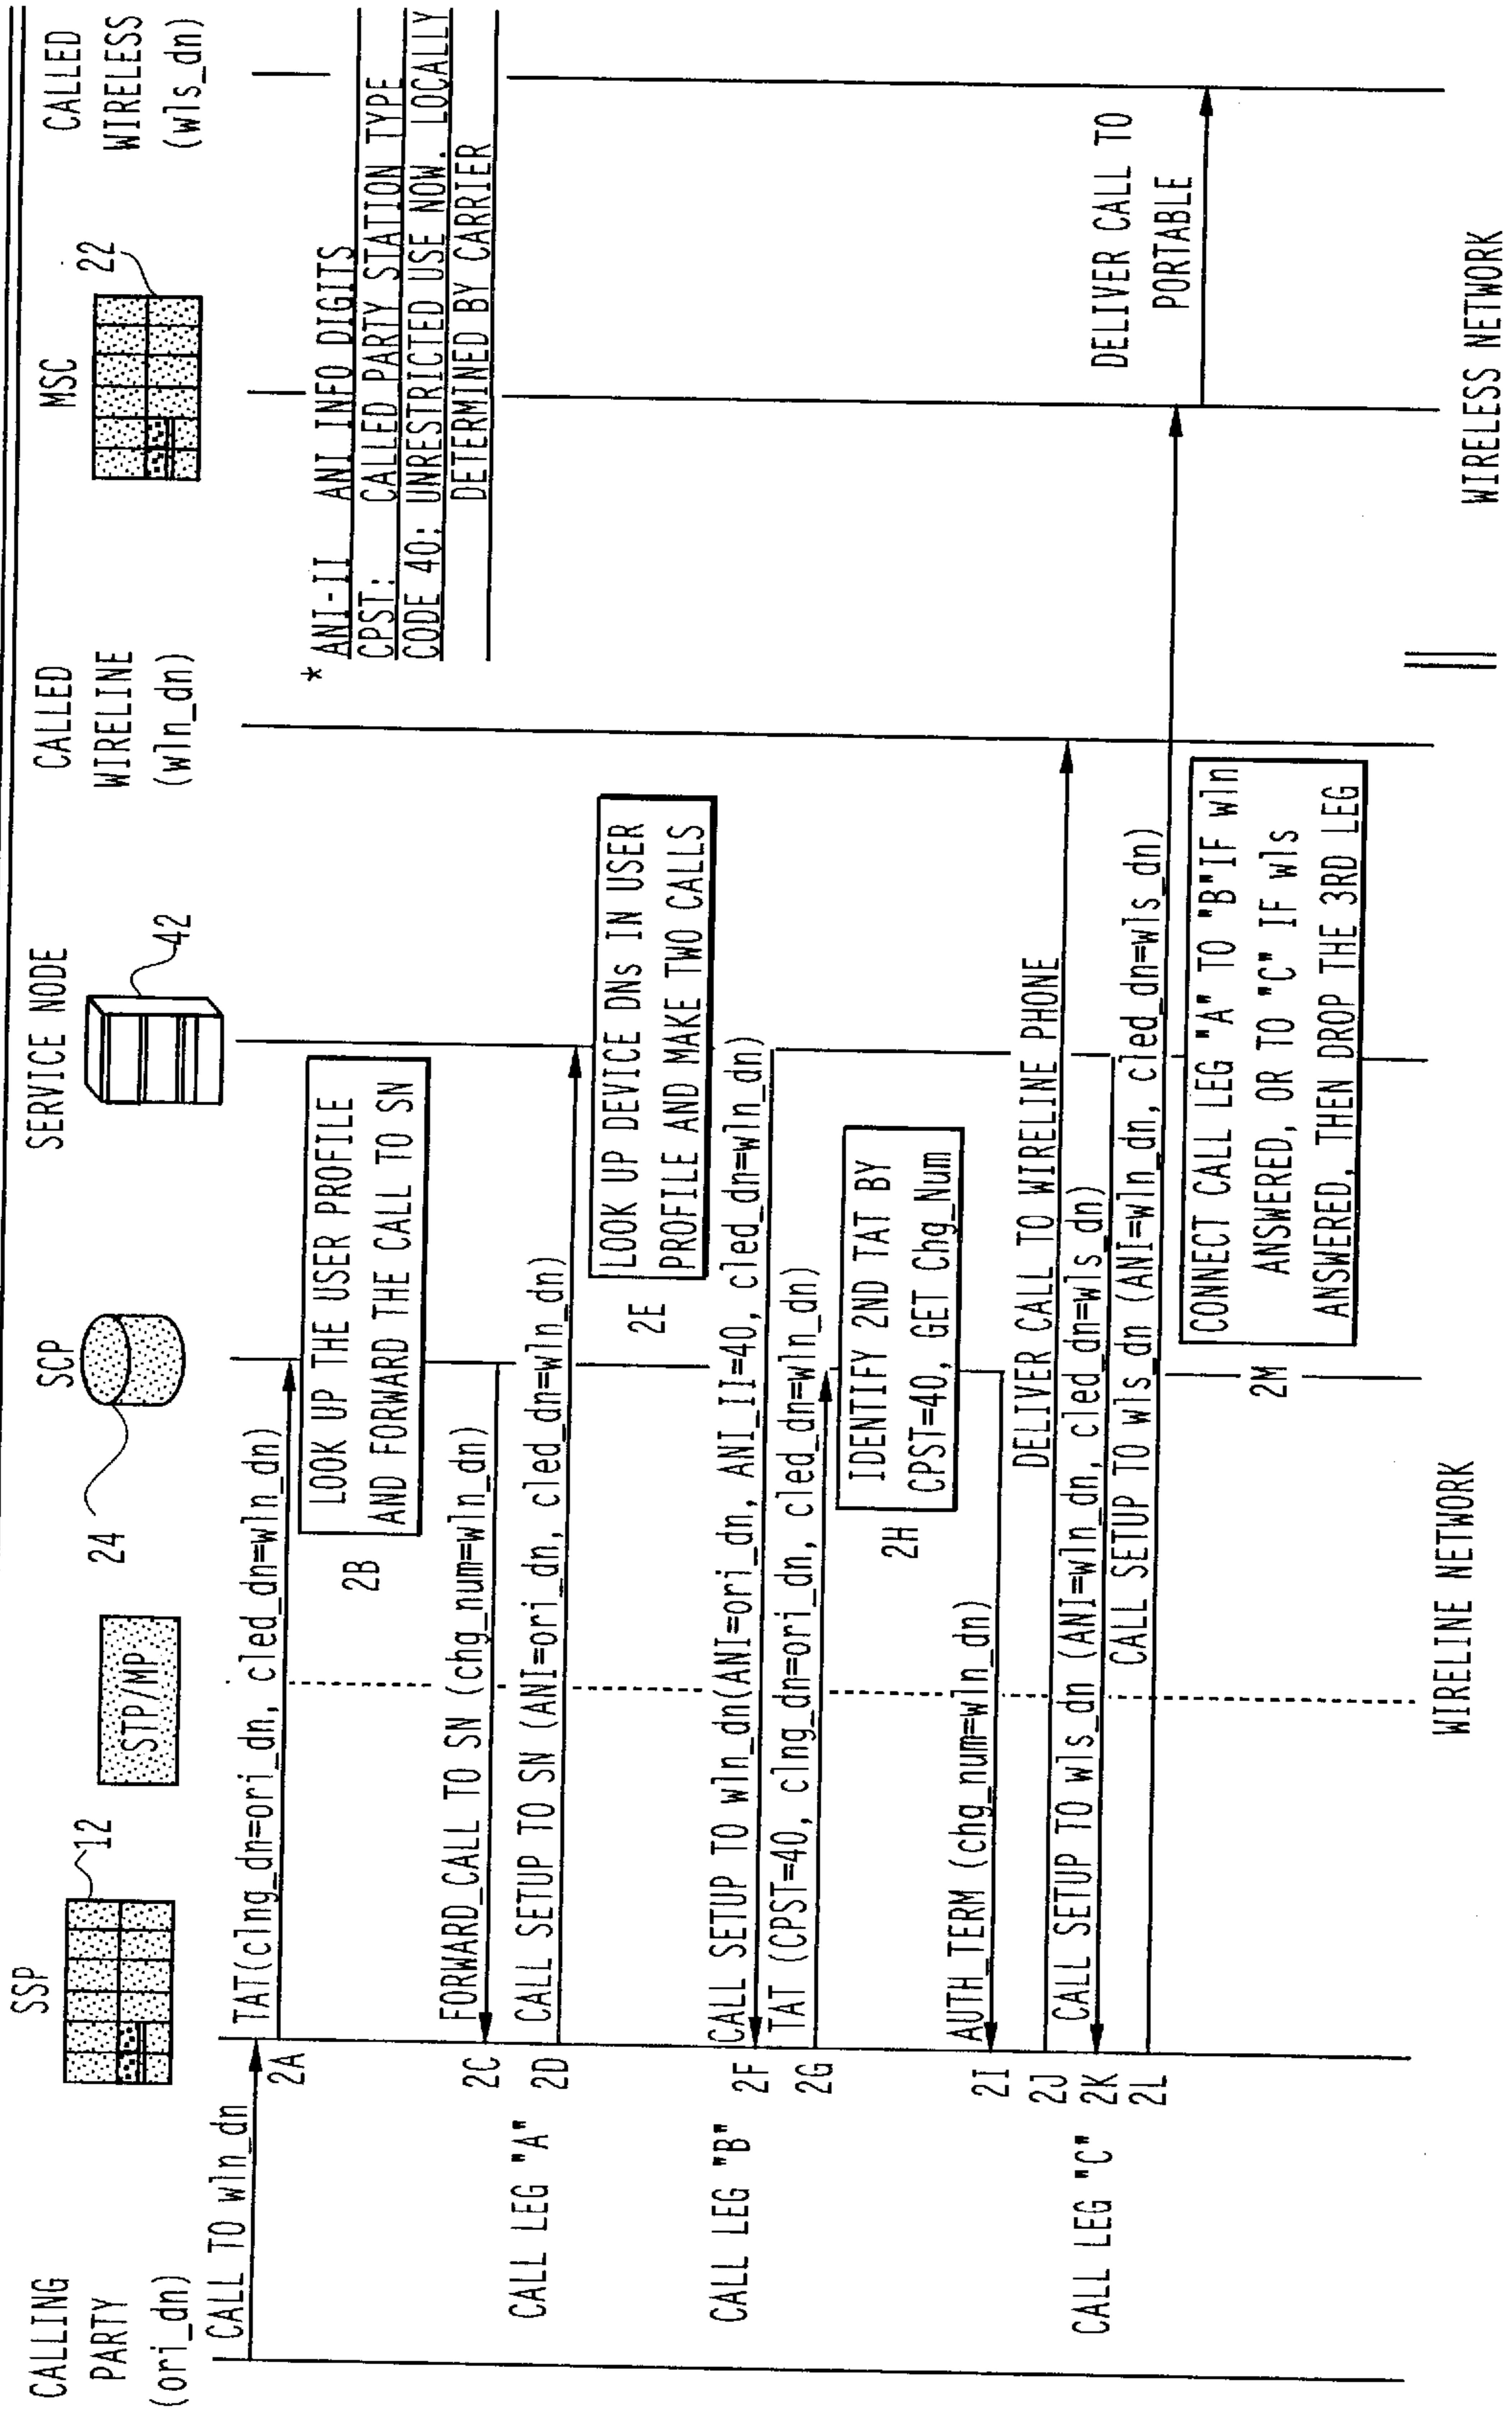 CALLING
PARTY
(ori_dn)
SSP
12
STP/MP
SCP
24
SERVICE NODE
42
CALLED
WIRELINE
(wln_dn)
MSC
22
CALLED
WIRELESS
(wls_dn)
CALL TO wln_dn
2A
TAT(clng_dn=ori_dn, cled_dn=wln_dn)
* ANI-II ANI INFO DIGITS
CPST: CALLED PARTY STATION TYPE
CODE 40: UNRESTRICTED USE NOW. LOCALLY
DETERMINED BY CARRIER
2B
LOOK UP THE USER PROFILE
AND FORWARD THE CALL TO SN
2C
FORWARD_CALL TO SN (chg_num=wln_dn)
CALL LEG "A"
2D
CALL SETUP TO SN (ANI=ori_dn, cled_dn=wln_dn)
2E
LOOK UP DEVICE DNs IN USER
PROFILE AND MAKE TWO CALLS
CALL LEG "B"
2F
CALL SETUP TO wln_dn(ANI=ori_dn, ANI_II=40, cled_dn=wln_dn)
2G
TAT (CPST=40, clng_dn=ori_dn, cled_dn=wln_dn)
2H
IDENTIFY 2ND TAT BY
CPST=40, GET Chg_Num
2I
AUTH_TERM (chg_num=wln_dn)
2J
DELIVER CALL TO WIRELINE PHONE
CALL LEG "C"
2K
CALL SETUP TO wls_dn (ANI=wln_dn, cled_dn=wls_dn)
2L
CALL SETUP TO wls_dn (ANI=wln_dn, cled_dn=wls_dn)
DELIVER CALL TO
PORTABLE
2M
CONNECT CALL LEG "A" TO "B"IF wln
ANSWERED, OR TO "C" IF wls
ANSWERED, THEN DROP THE 3RD LEG
WIRELINE NETWORK
WIRELESS NETWORK